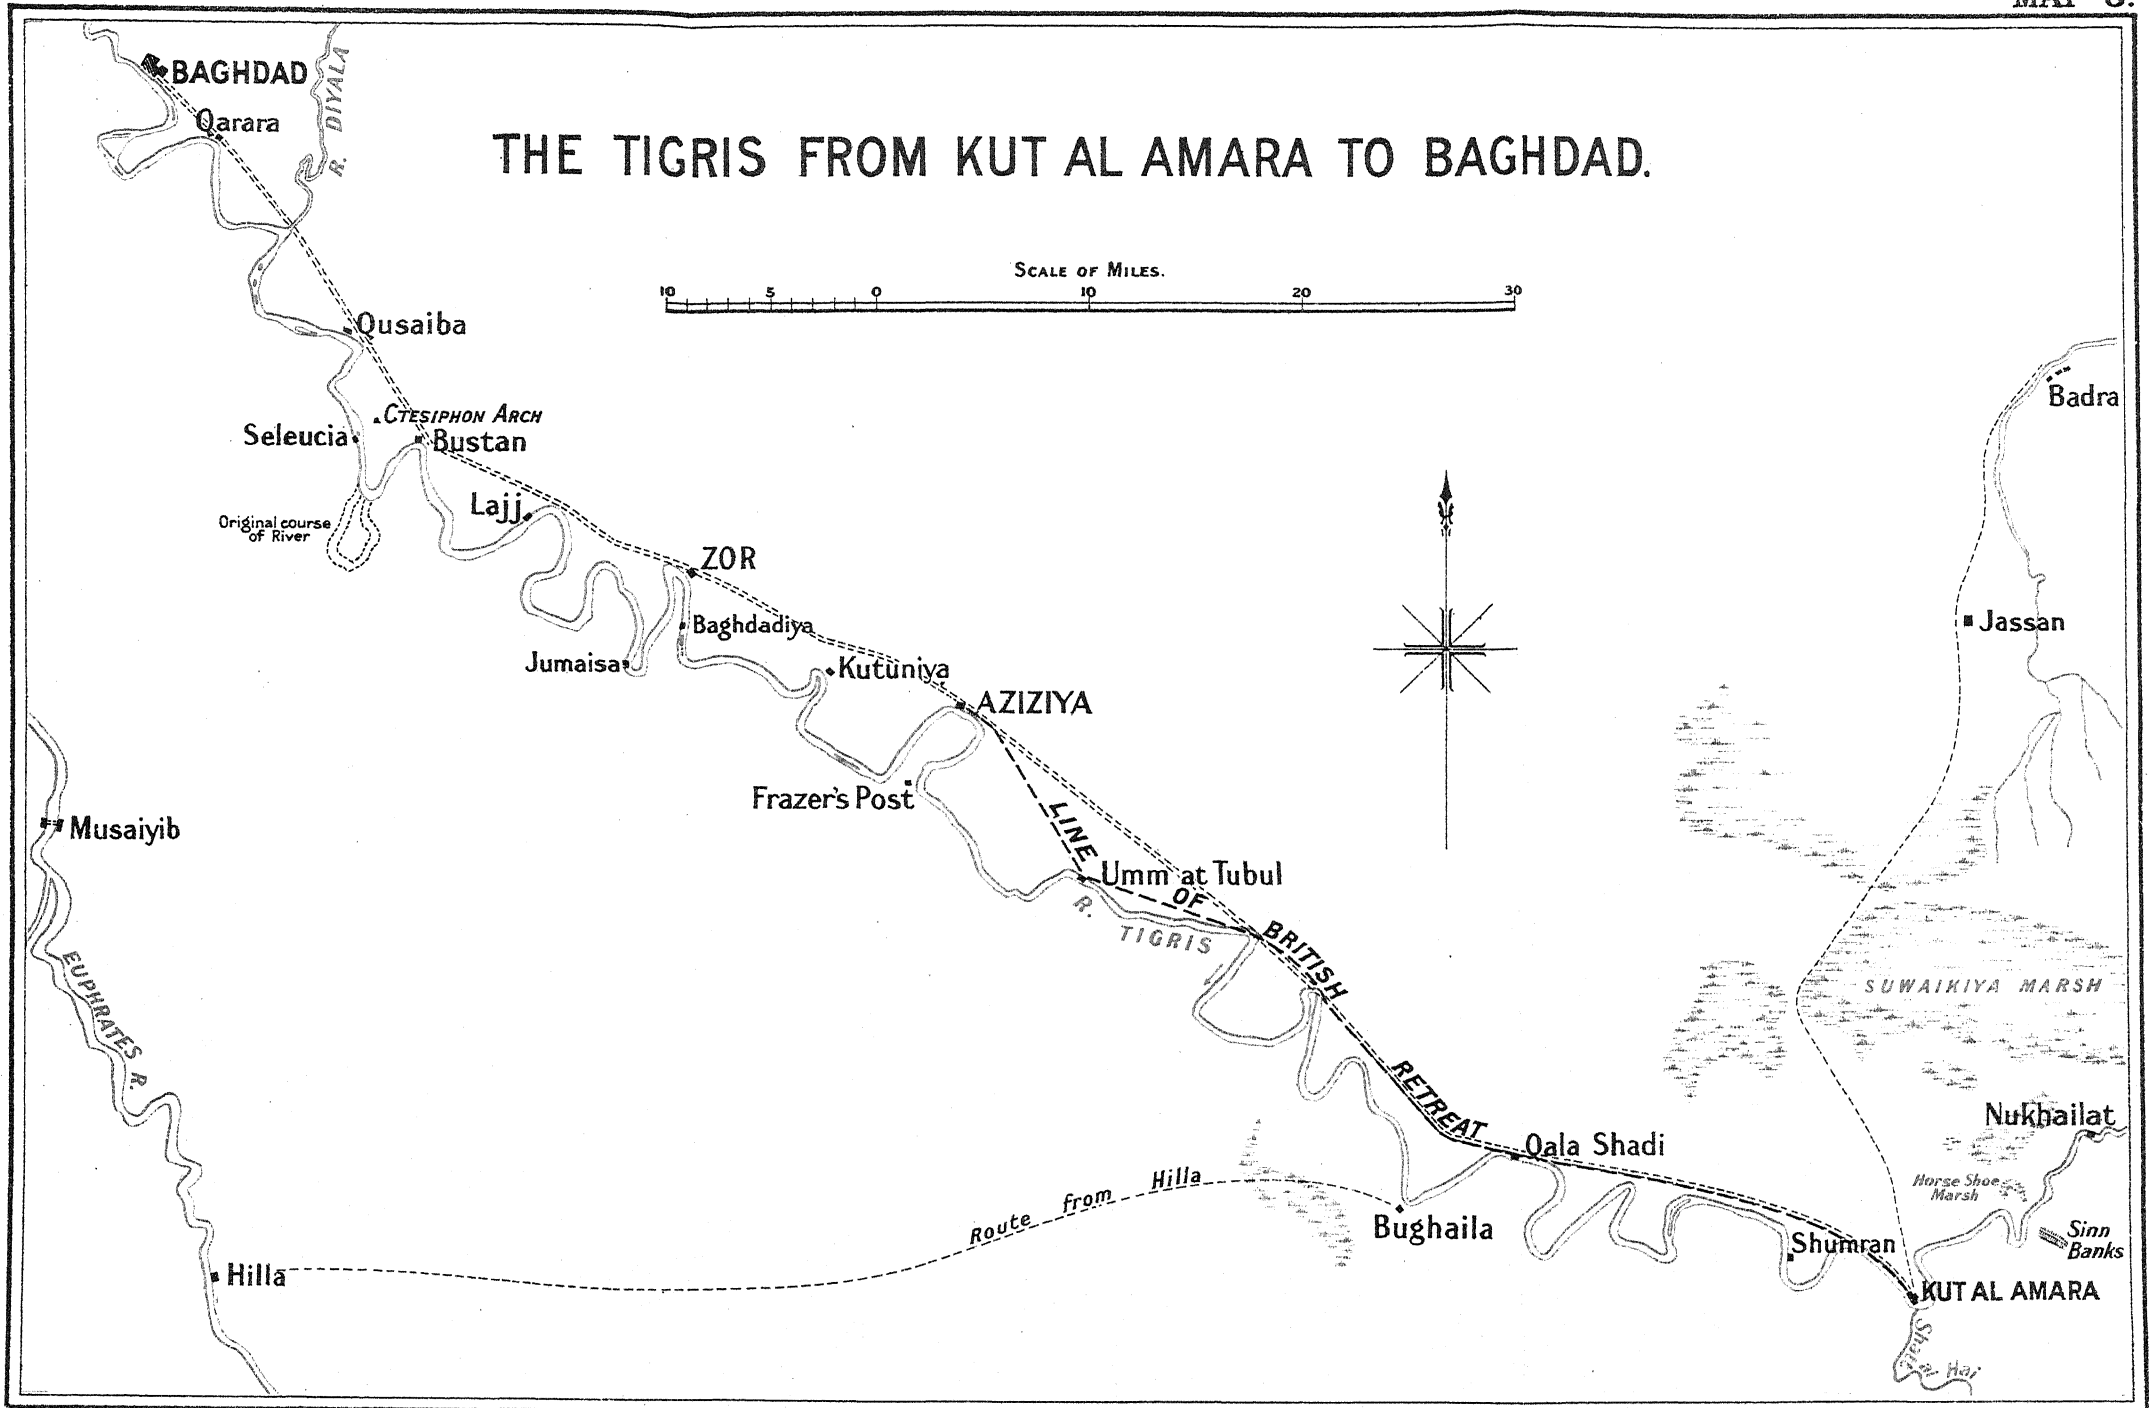 BAGHDAD
Qarara
R. DIYALA
THE TIGRIS FROM KUT AL AMARA TO BAGHDAD.
SCALE OF MILES.
10 5 0 10 20 30
Qusaiba
CTESIPHON ARCH
Seleucia
Bustan
Badra
Lajj
Original course
of River
ZOR
Baghdadiya
Jumaisa
Kutuniya
Jassan
AZIZIYA
Frazer's Post
Musaiyib
LINE OF BRITISH RETREAT
Umm at Tubul
R. TIGRIS
EUPHRATES R.
SUWAIKIYA MARSH
Nukhailat
Qala Shadi
Route from Hilla
Horse Shoe
Marsh
Bughaila
Shumran
Sinn
Banks
Hilla
KUT AL AMARA
Hai